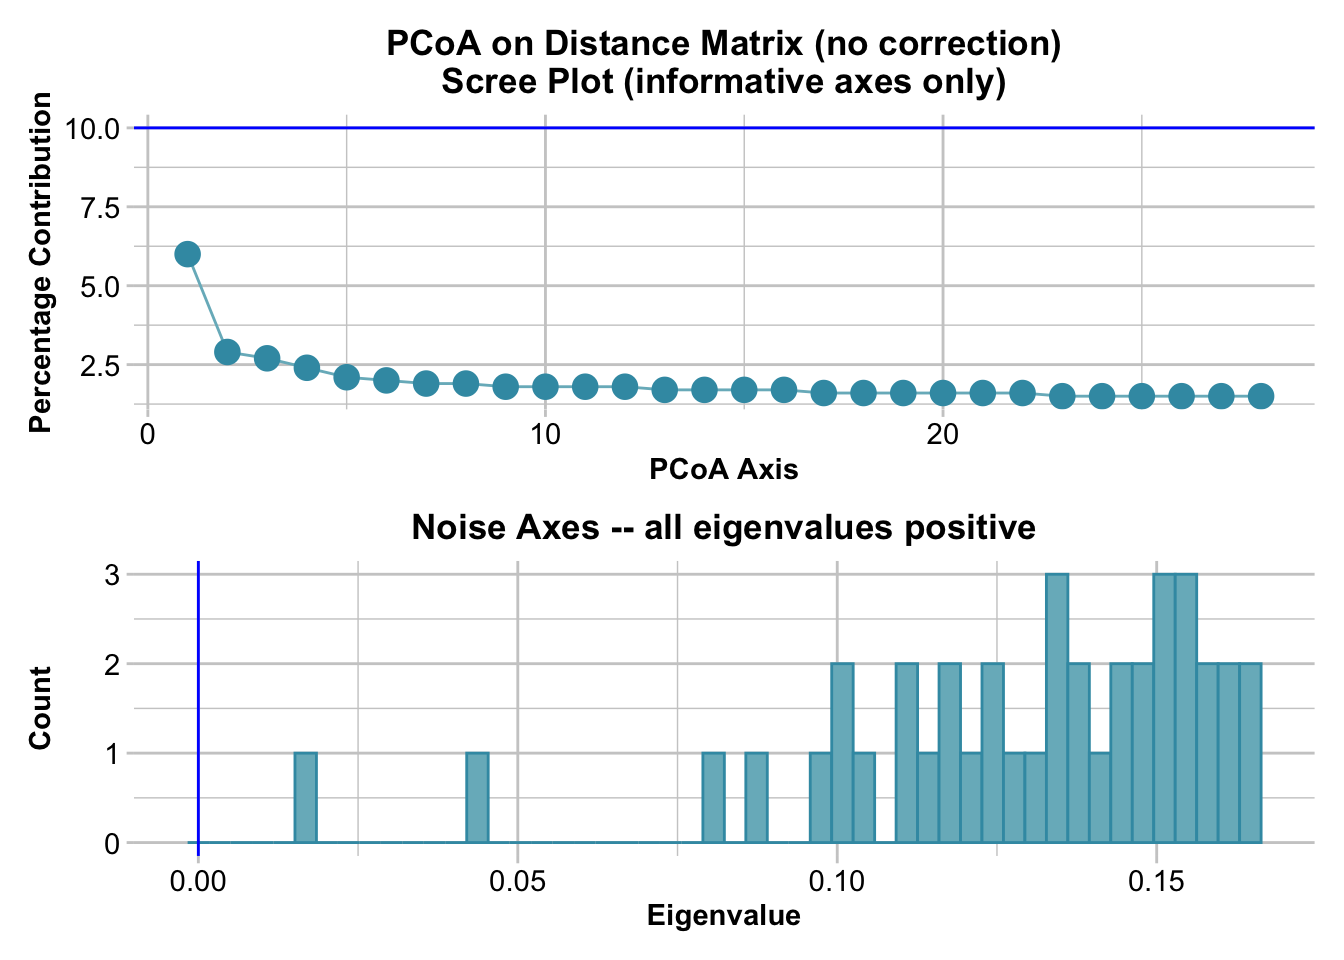 PCoA on Distance Matrix (no correction)
Scree Plot (informative axes only)
Percentage Contribution
10.0
7.5
5.0
2.5
0 10 20
PCoA Axis
Noise Axes -- all eigenvalues positive
Count
3
2
1
0
0.00 0.05 0.10 0.15
Eigenvalue